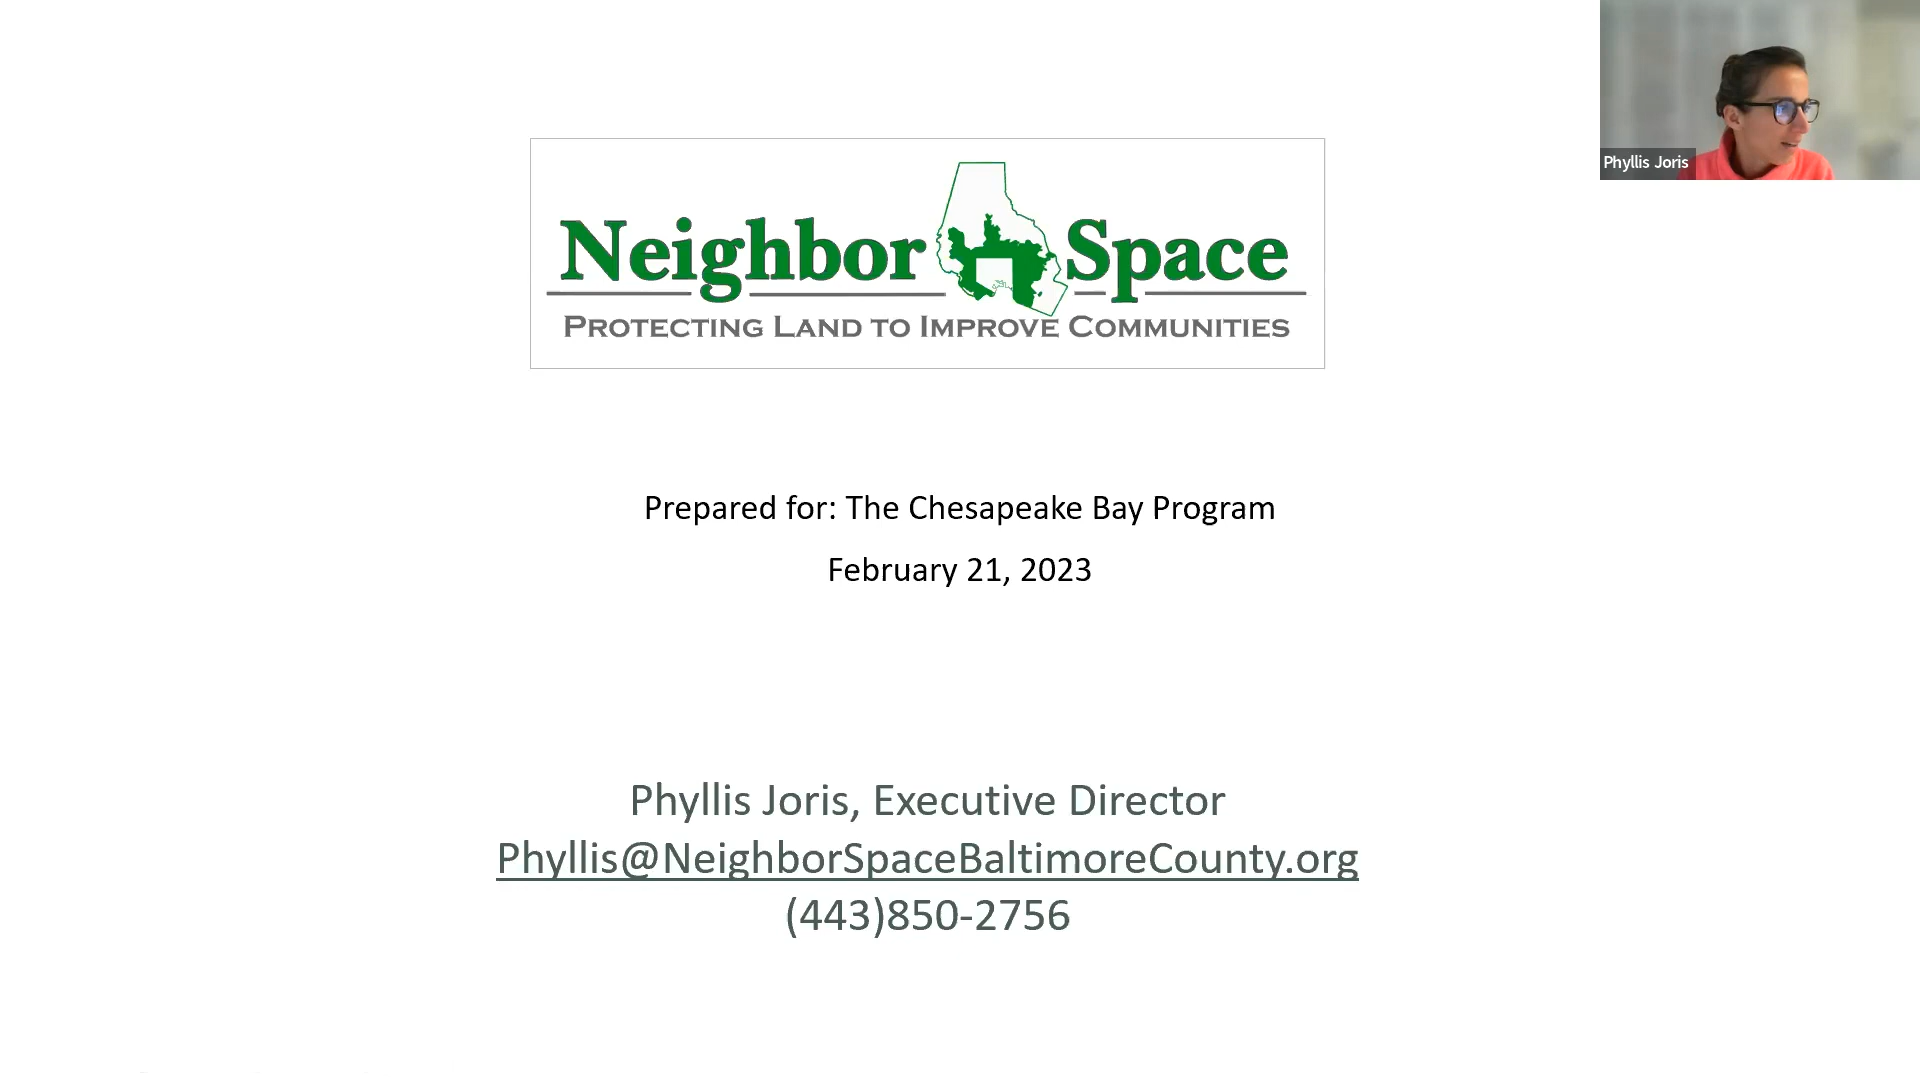 Phyllis Joris
Neighbor Space
PROTECTING LAND TO IMPROVE COMMUNITIES
Prepared for: The Chesapeake Bay Program
February 21, 2023
Phyllis Joris, Executive Director
Phyllis@NeighborSpaceBaltimoreCounty.org
(443)850-2756